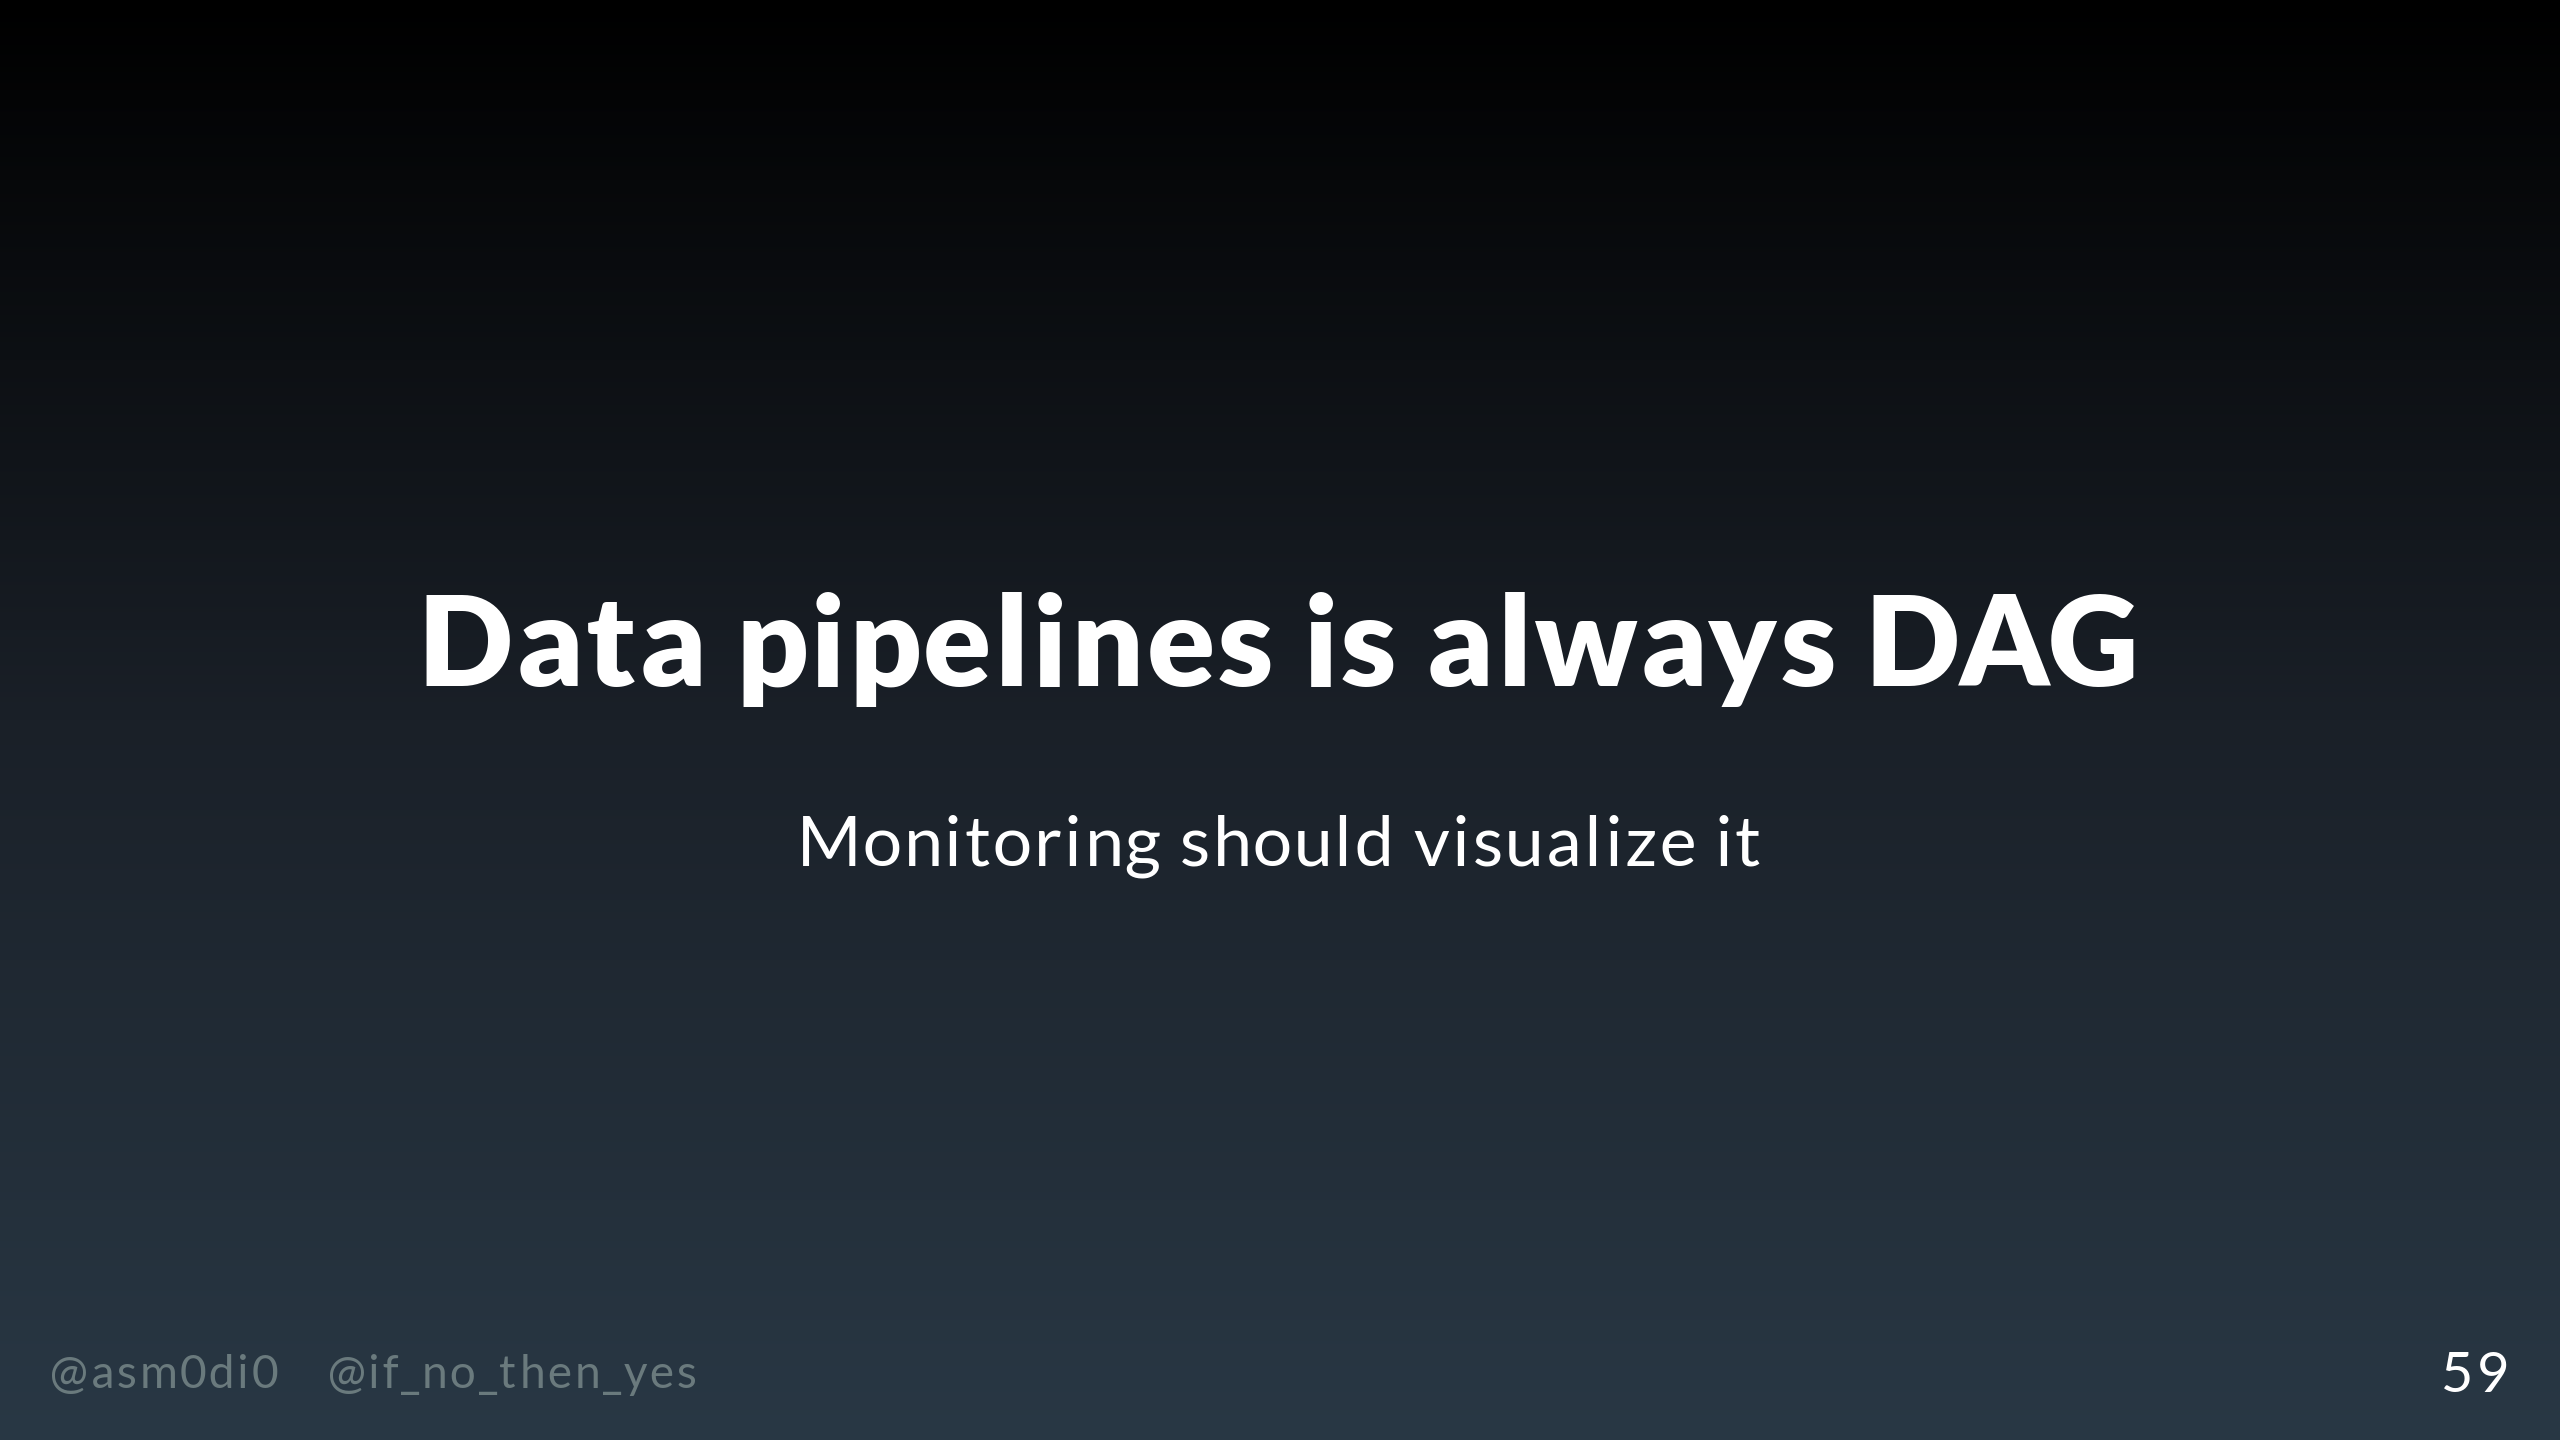 Data pipelines is always DAG
Monitoring should visualize it
@asm0di0 @if_no_then_yes
59